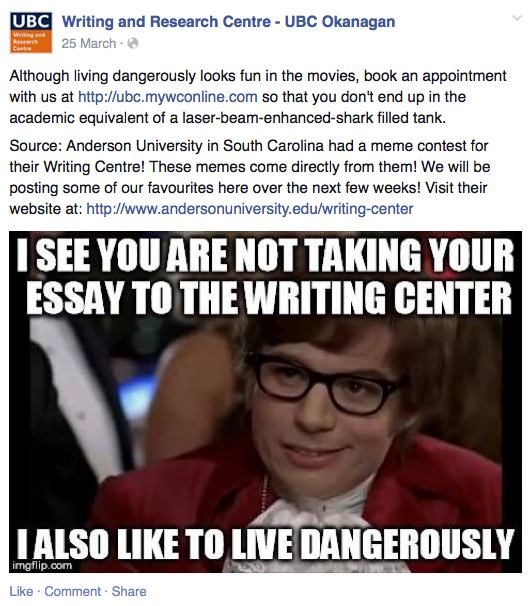 UBC
Writing and
Research
Centre
Writing and Research Centre - UBC Okanagan
25 March ·
Although living dangerously looks fun in the movies, book an appointment
with us at http://ubc.mywconline.com so that you don't end up in the
academic equivalent of a laser-beam-enhanced-shark filled tank.
Source: Anderson University in South Carolina had a meme contest for
their Writing Centre! These memes come directly from them! We will be
posting some of our favourites here over the next few weeks! Visit their
website at: http://www.andersonuniversity.edu/writing-center
I SEE YOU ARE NOT TAKING YOUR
ESSAY TO THE WRITING CENTER
I ALSO LIKE TO LIVE DANGEROUSLY
imgflip.com
Like · Comment · Share